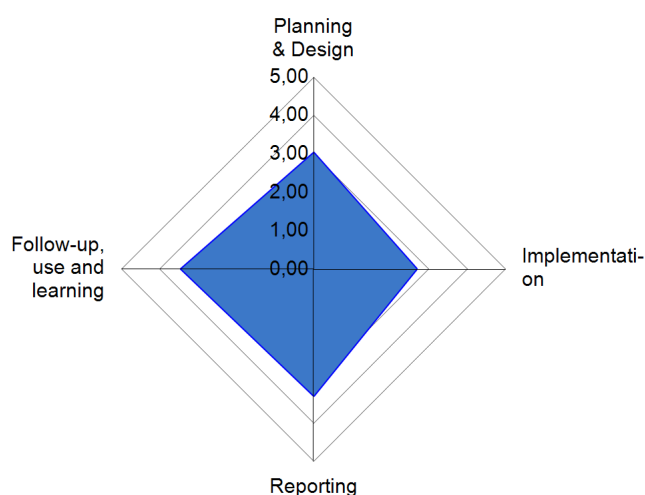 Planning
& Design
5,00
4,00
3,00
2,00
1,00
0,00
Follow-up,
use and
learning
Implementati-
on
Reporting